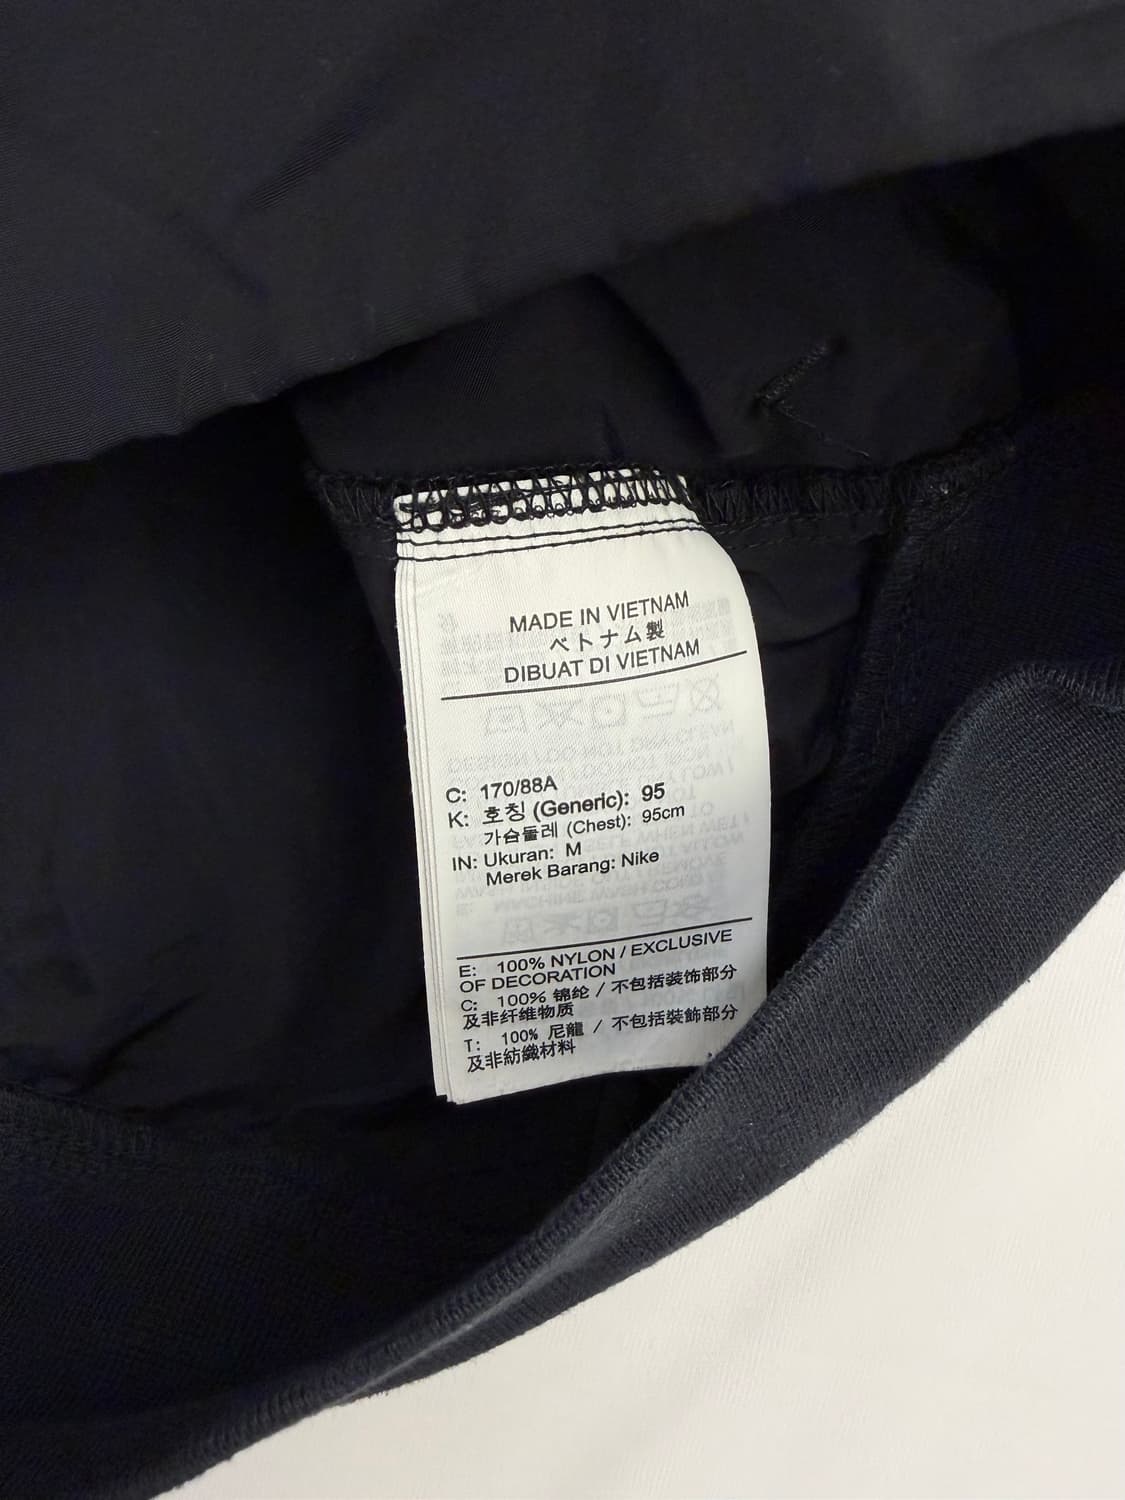 MADE IN VIETNAM
ベトナム製
DIBUAT DI VIETNAM
C: 170/88A
K: 호칭 (Generic): 95
가슴둘레 (Chest): 95cm
IN: Ukuran: M
Merek Barang: Nike
E: 100% NYLON / EXCLUSIVE
OF DECORATION
C: 100% 锦纶 / 不包括装饰部分
及非纤维物质
T: 100% 尼龍 / 不包括裝飾部分
及非紡織材料